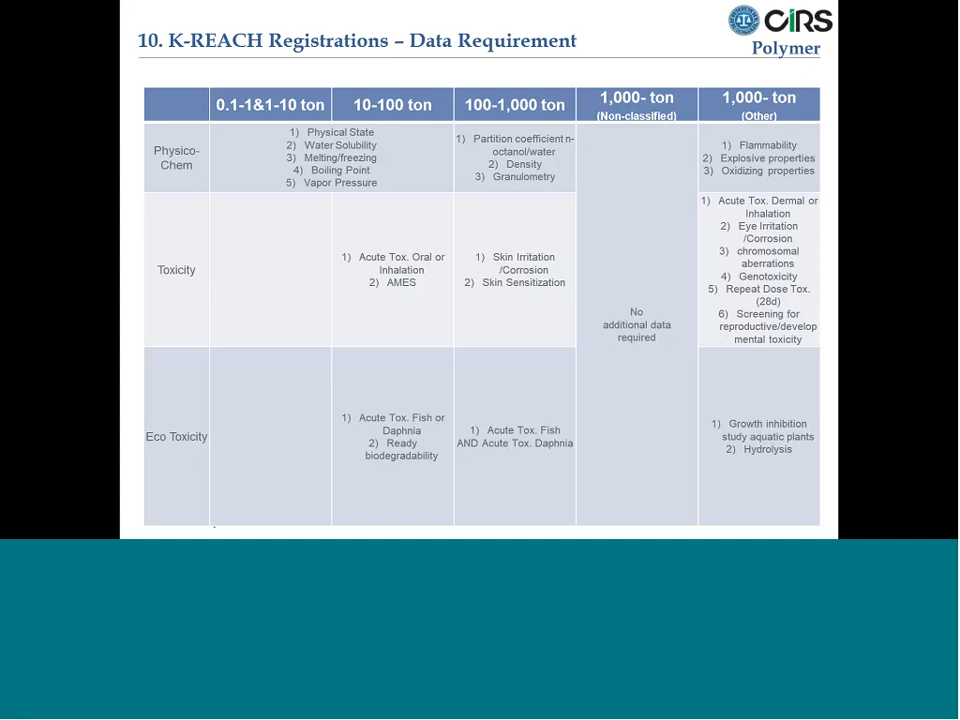 CIRS
10. K-REACH Registrations – Data Requirement
Polymer
0.1-1&1-10 ton
10-100 ton
100-1,000 ton
1,000- ton
(Non-classified)
1,000- ton
(Other)
Physico-
Chem
1) Physical State
2) Water Solubility
3) Melting/freezing
4) Boiling Point
5) Vapor Pressure
1) Partition coefficient n-
octanol/water
2) Density
3) Granulometry
1) Flammability
2) Explosive properties
3) Oxidizing properties
Toxicity
1) Acute Tox. Oral or
Inhalation
2) AMES
1) Skin Irritation
/Corrosion
2) Skin Sensitization
No
additional data
required
1) Acute Tox. Dermal or
Inhalation
2) Eye Irritation
/Corrosion
3) chromosomal
aberrations
4) Genotoxicity
5) Repeat Dose Tox.
(28d)
6) Screening for
reproductive/develop
mental toxicity
Eco Toxicity
1) Acute Tox. Fish or
Daphnia
2) Ready
biodegradability
1) Acute Tox. Fish
AND Acute Tox. Daphnia
1) Growth inhibition
study aquatic plants
2) Hydrolysis